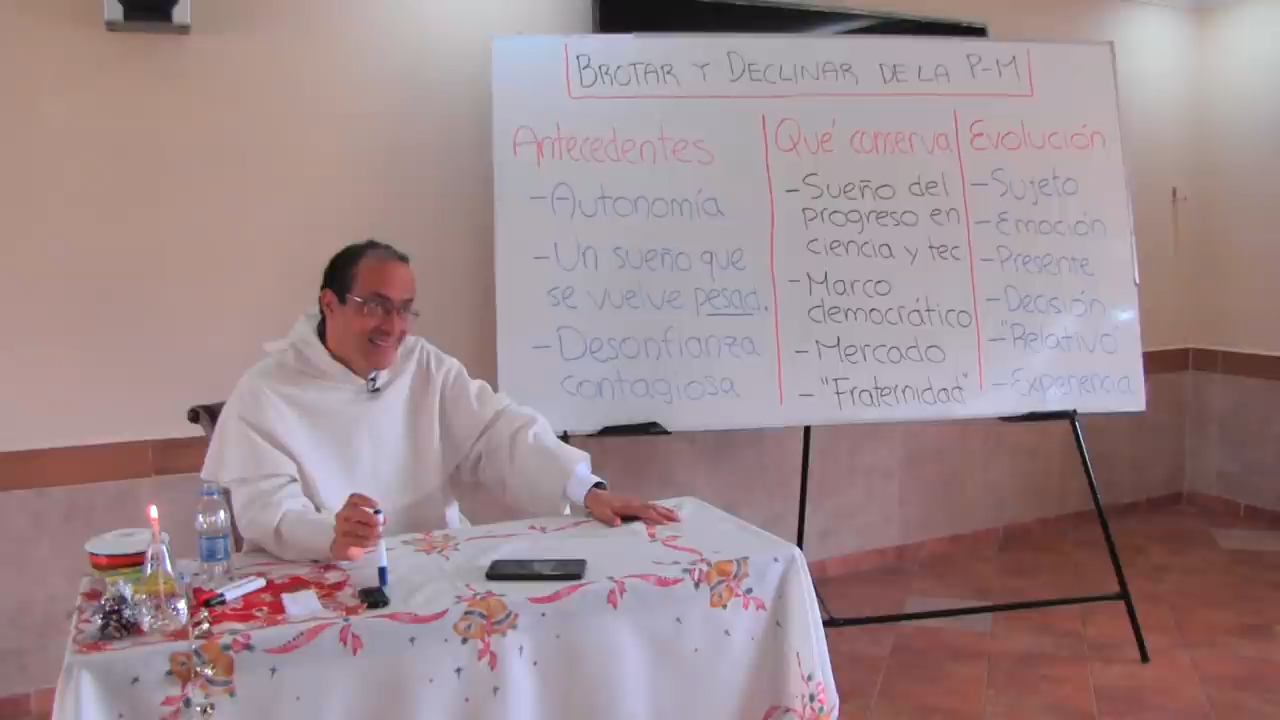 BROTAR Y DECLINAR DE LA P-M
Antecedentes
-Autonomía
-Un sueño que
se vuelve pesad.
-Desonfianza
contagiosa
Qué conserva
-Sueño del
progreso en
ciencia y tec
-Marco
democrático
-Mercado
-"Fraternidad"
Evolución
-Sujeto
-Emoción
-Presente
-Decisión
-"Relativo"
-Experiencia